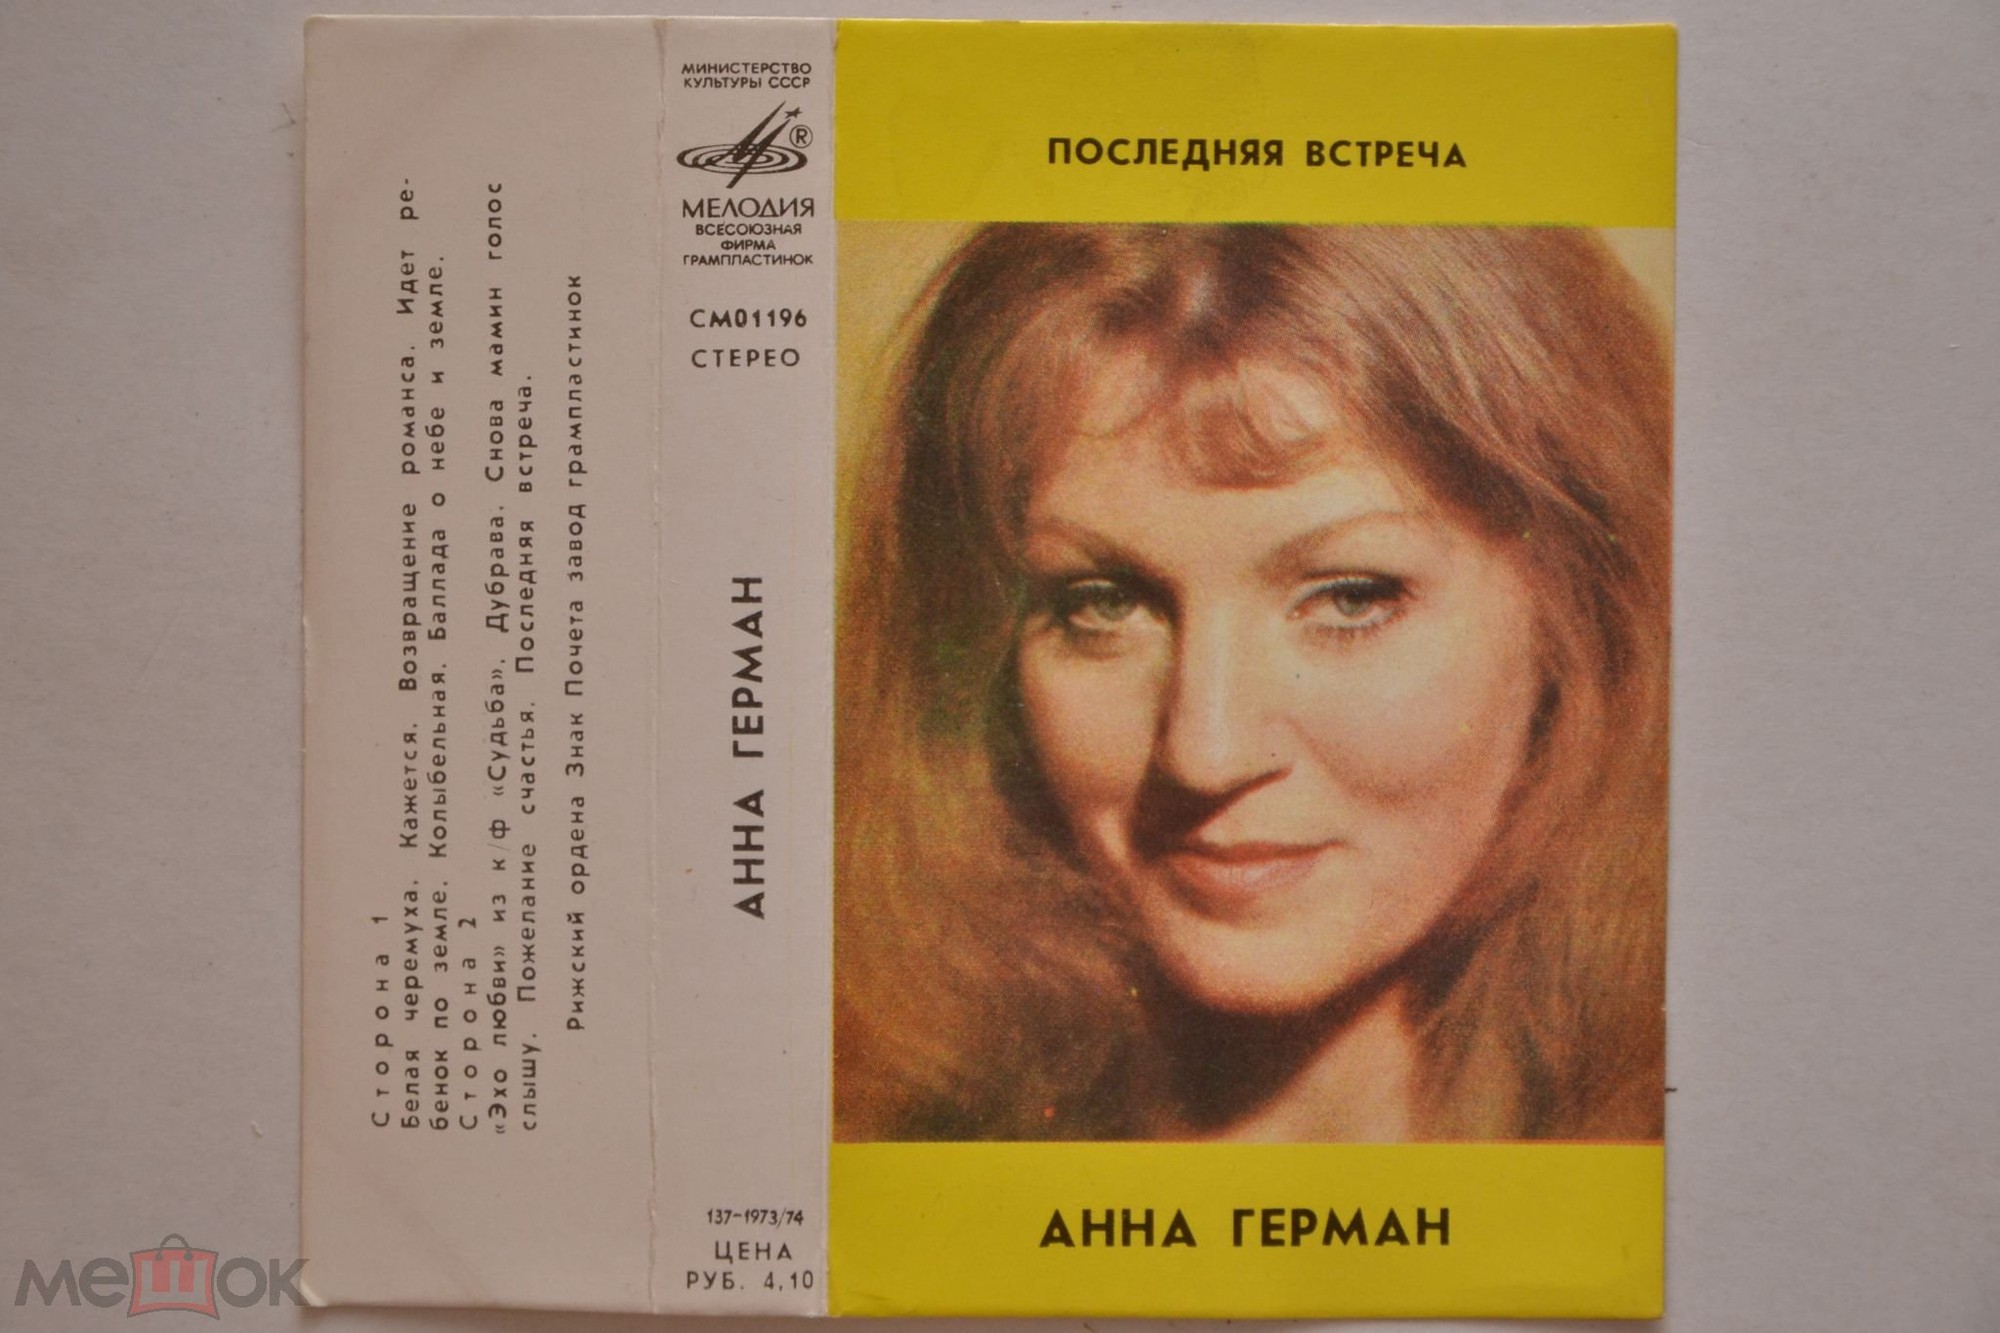 Сторона 1
Белая черемуха. Кажется. Возвращение романса. Идет ре-
бенок по земле. Колыбельная. Баллада о небе и земле.
Сторона 2
«Эхо любви» из к/ф «Судьба». Дубрава. Снова мамин голос
слышу. Пожелание счастья. Последняя встреча.
Рижский ордена Знак Почета завод грампластинок
МИНИСТЕРСТВО
КУЛЬТУРЫ СССР
®
МЕЛОДИЯ
ВСЕСОЮЗНАЯ
ФИРМА
ГРАМПЛАСТИНОК
СМ01196
СТЕРЕО
АННА ГЕРМАН
137-1973/74
ЦЕНА
РУБ. 4,10
ПОСЛЕДНЯЯ ВСТРЕЧА
АННА ГЕРМАН
мешок